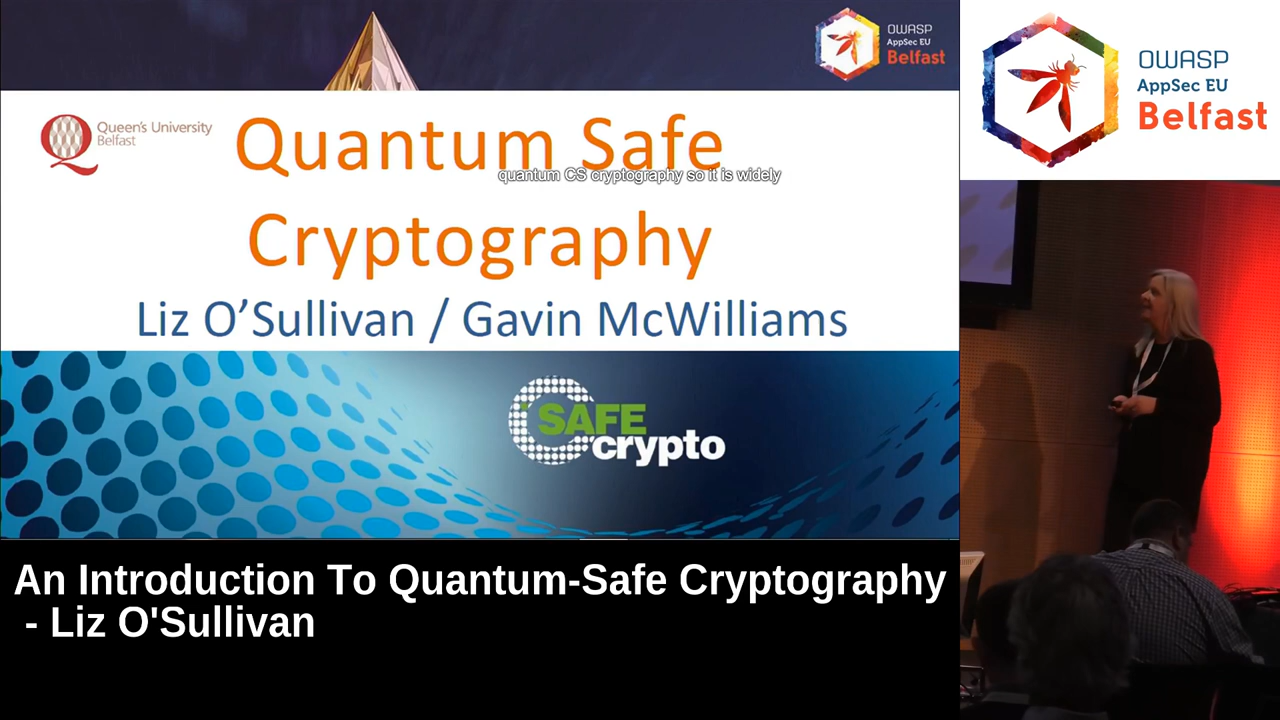 OWASP
AppSec EU
Belfast
Queen's University
Belfast
Quantum Safe
quantum CS cryptography so it is widely
Cryptography
Liz O'Sullivan / Gavin McWilliams
SAFE
crypto
An Introduction To Quantum-Safe Cryptography
- Liz O'Sullivan
OWASP
AppSec EU
Belfast